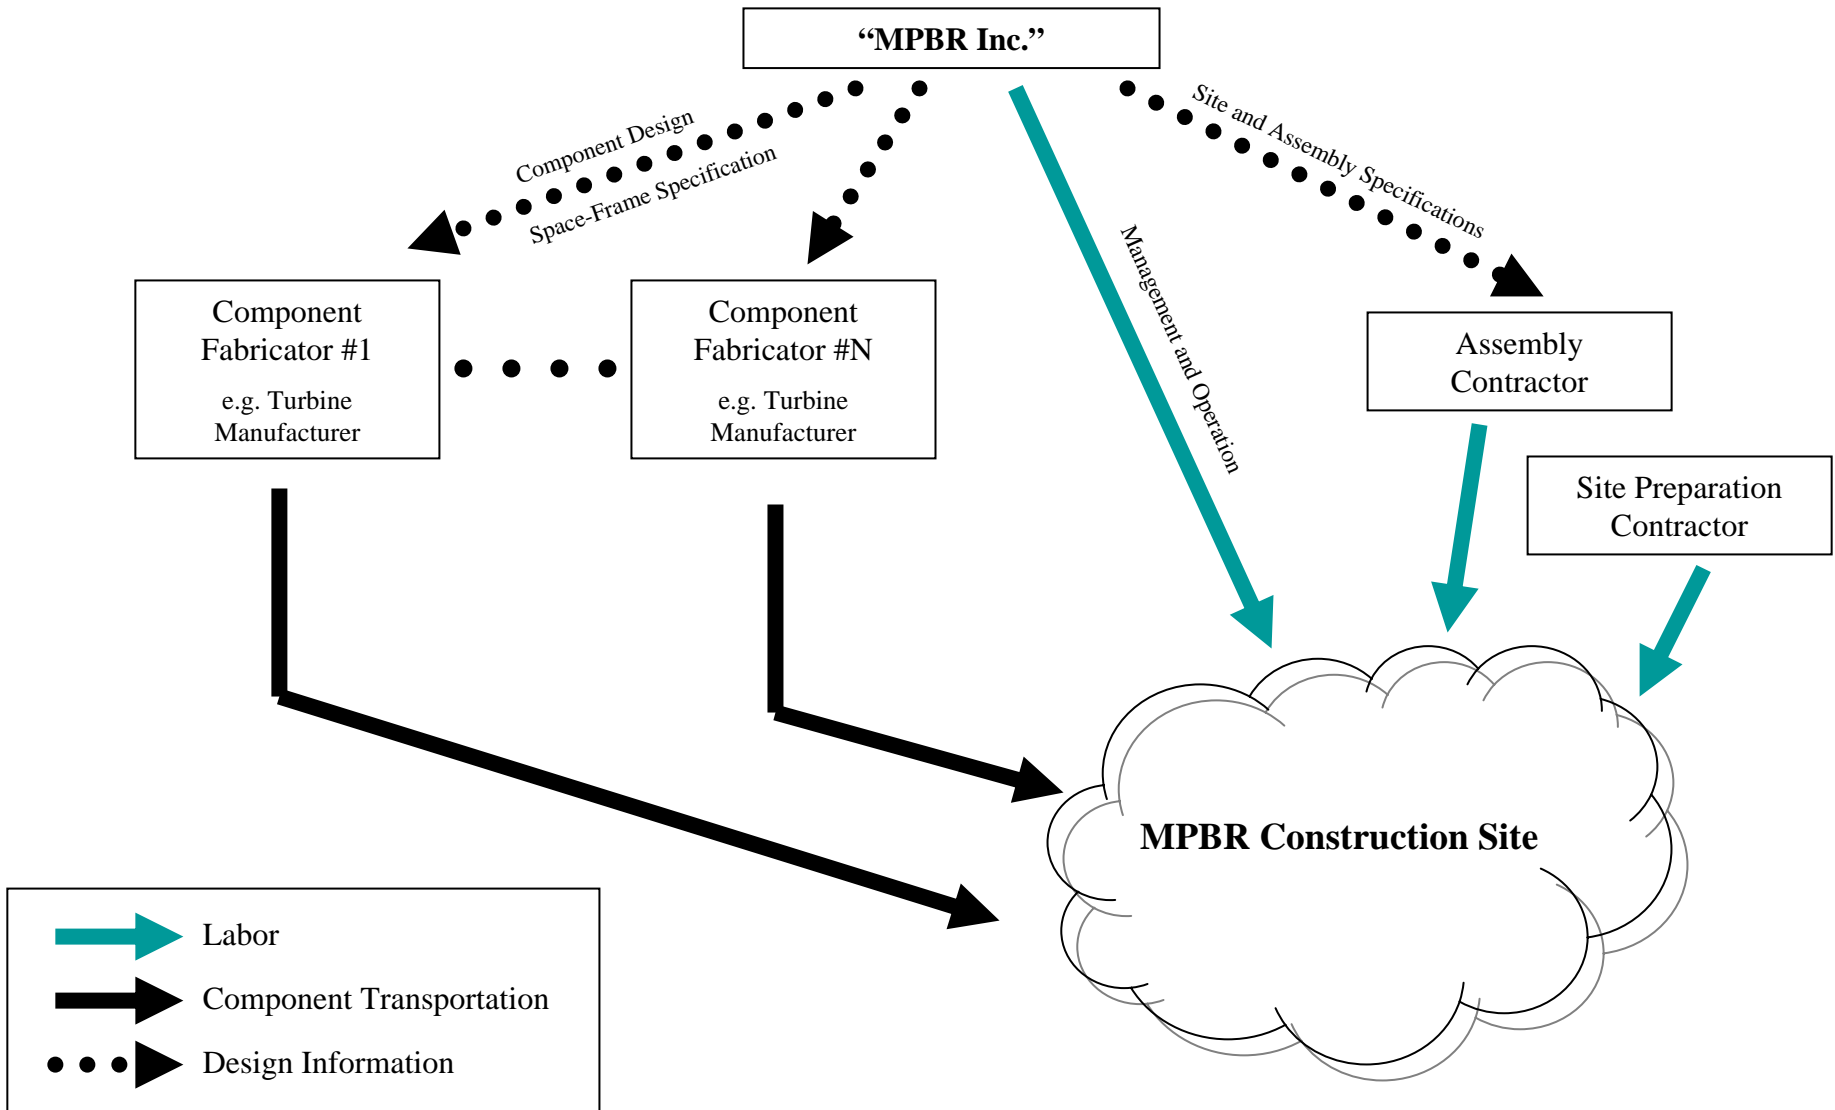 “MPBR Inc.”
Component Design
Space-Frame Specification
Site and Assembly Specifications
Management and Operation
Component
Fabricator #1
e.g. Turbine
Manufacturer
Component
Fabricator #N
e.g. Turbine
Manufacturer
Assembly
Contractor
Site Preparation
Contractor
MPBR Construction Site
Labor
Component Transportation
Design Information